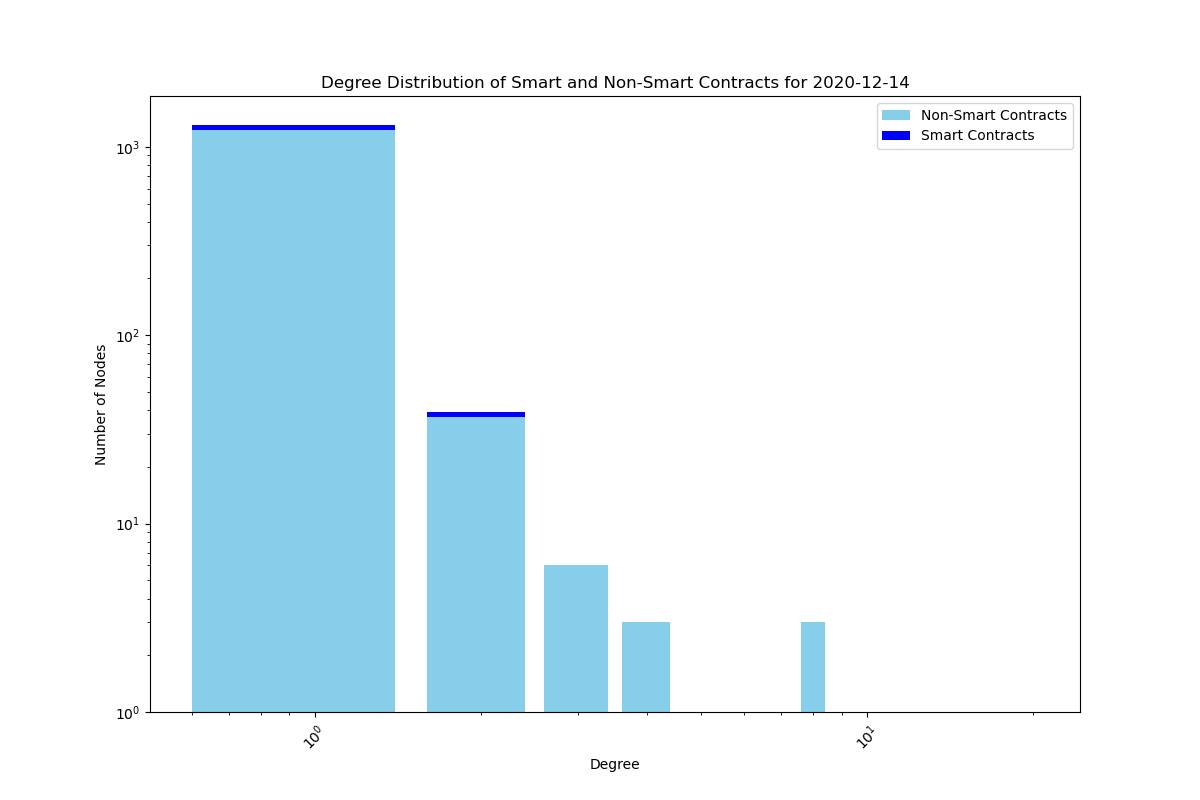 Degree Distribution of Smart and Non-Smart Contracts for 2020-12-14
Non-Smart Contracts
Smart Contracts
Number of Nodes
10³
10²
10¹
10⁰
10⁰
10¹
Degree